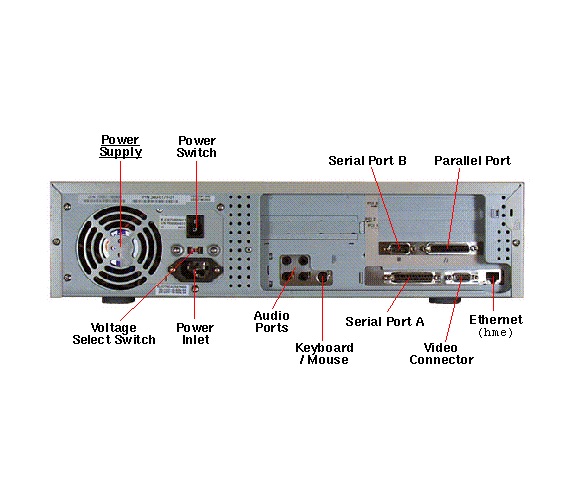 Power
Supply
Power
Switch
Serial Port B
Parallel Port
Voltage
Select Switch
Power
Inlet
Audio
Ports
Keyboard
/ Mouse
Serial Port A
Video
Connector
Ethernet
(hme)